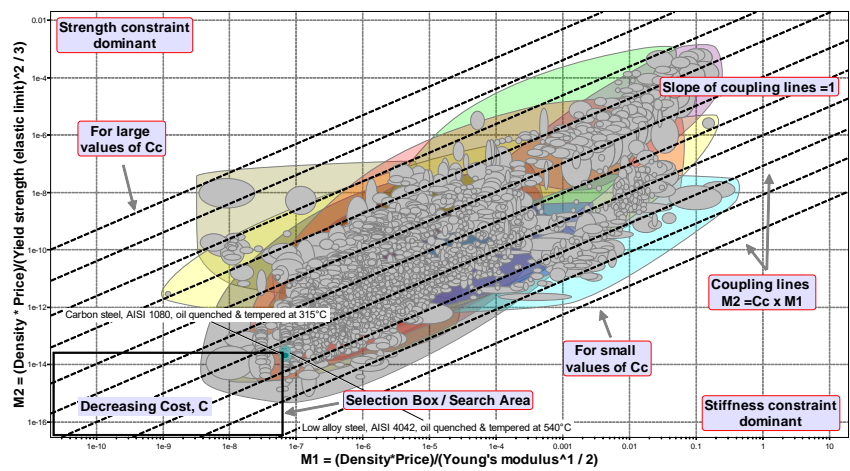 0.01
Strength constraint
dominant
1e-4
Slope of coupling lines =1
For large
values of Cc
1e-6
1e-8
1e-10
Coupling lines
M2 =Cc x M1
1e-12
Carbon steel, AISI 1080, oil quenched & tempered at 315°C
For small
values of Cc
1e-14
Decreasing Cost, C
Selection Box / Search Area
Stiffness constraint
dominant
1e-16
Low alloy steel, AISI 4042, oil quenched & tempered at 540°C
1e-10 1e-9 1e-8 1e-7 1e-6 1e-5 1e-4 0.001 0.01 0.1 1 10
M1 = (Density*Price)/(Young's modulus^1 / 2)
M2 = (Density * Price)/(Yield strength (elastic limit)^2 / 3)